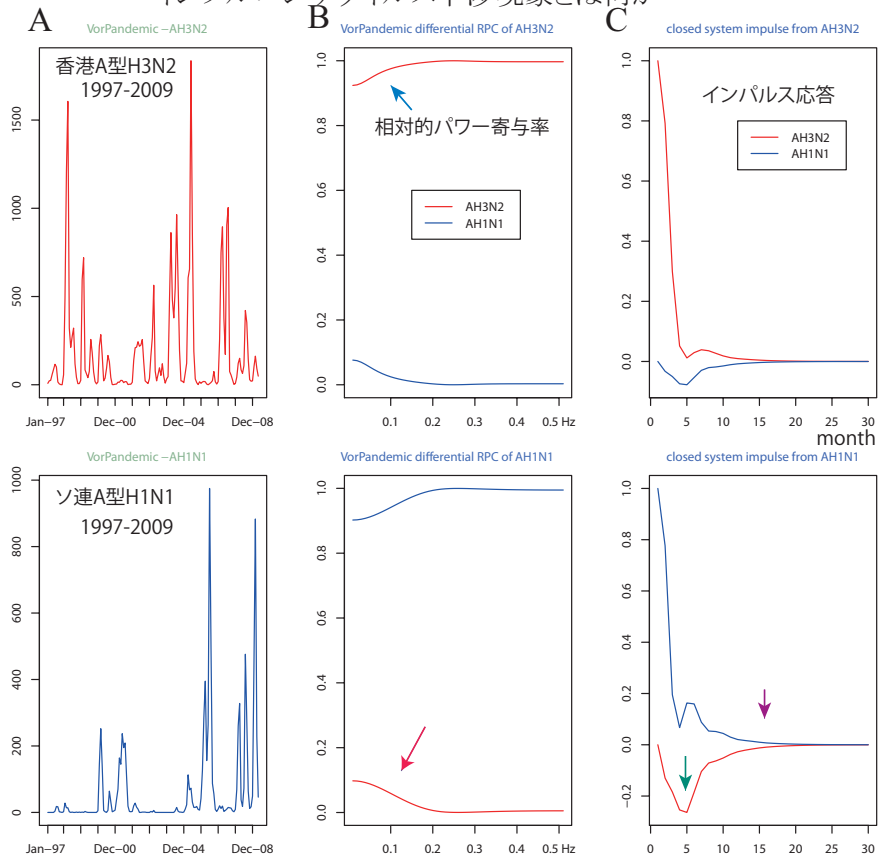 A
VorPandemic −AH3N2
香港A型H3N2
1997-2009
0
500
1000
1500
Jan−97
Dec−00
Dec−04
Dec−08
B
VorPandemic differential RPC of AH3N2
相対的パワー寄与率
AH3N2
AH1N1
0.0
0.2
0.4
0.6
0.8
1.0
0.1
0.2
0.3
0.4
0.5 Hz
C
closed system impulse from AH3N2
インパルス応答
AH3N2
AH1N1
0.0
0.2
0.4
0.6
0.8
1.0
0
5
10
15
20
25
30
month
VorPandemic −AH1N1
ソ連A型H1N1
1997-2009
0
200
400
600
800
1000
Jan−97
Dec−00
Dec−04
Dec−08
VorPandemic differential RPC of AH1N1
0.0
0.2
0.4
0.6
0.8
1.0
0.1
0.2
0.3
0.4
0.5 Hz
closed system impulse from AH1N1
−0.2
0.0
0.2
0.4
0.6
0.8
1.0
0
5
10
15
20
25
30